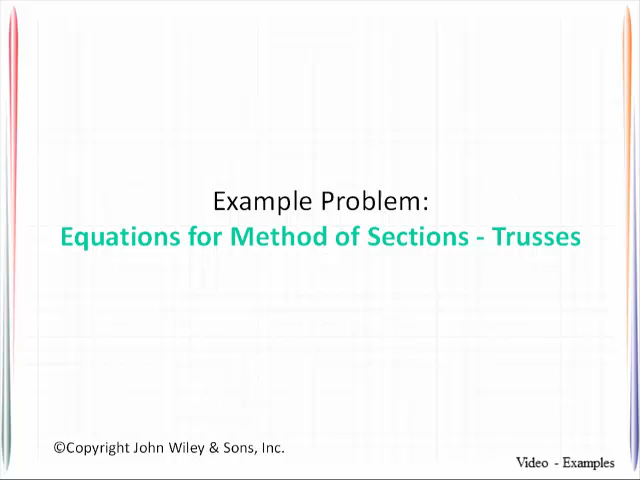 Example Problem:
Equations for Method of Sections - Trusses
©Copyright John Wiley & Sons, Inc.
Video - Examples